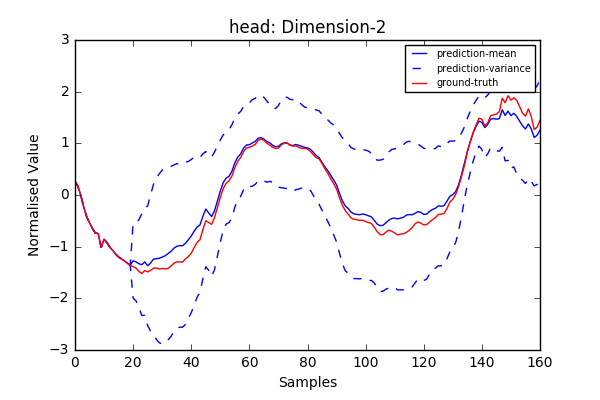 head: Dimension-2
3
2
1
0
−1
−2
−3
Normalised Value
prediction-mean
prediction-variance
ground-truth
0 20 40 60 80 100 120 140 160
Samples